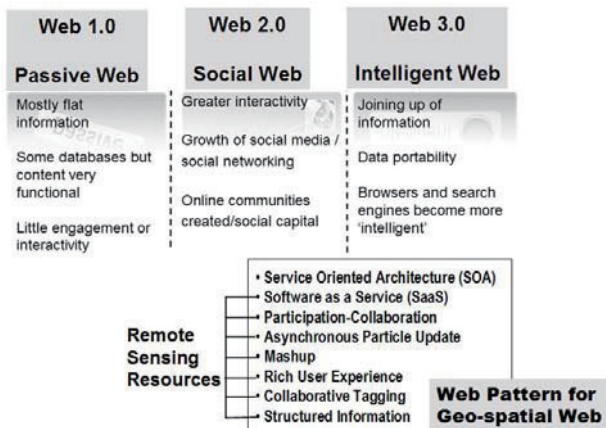 Web 1.0
Passive Web
Mostly flat
information
Some databases but
content very
functional
Little engagement or
interactivity
Web 2.0
Social Web
Greater interactivity
Growth of social media /
social networking
Online communities
created/social capital
Web 3.0
Intelligent Web
Joining up of
information
Data portability
Browsers and search
engines become more
‘intelligent’
Remote
Sensing
Resources
• Service Oriented Architecture (SOA)
• Software as a Service (SaaS)
• Participation-Collaboration
• Asynchronous Particle Update
• Mashup
• Rich User Experience
• Collaborative Tagging
• Structured Information
Web Pattern for
Geo-spatial Web